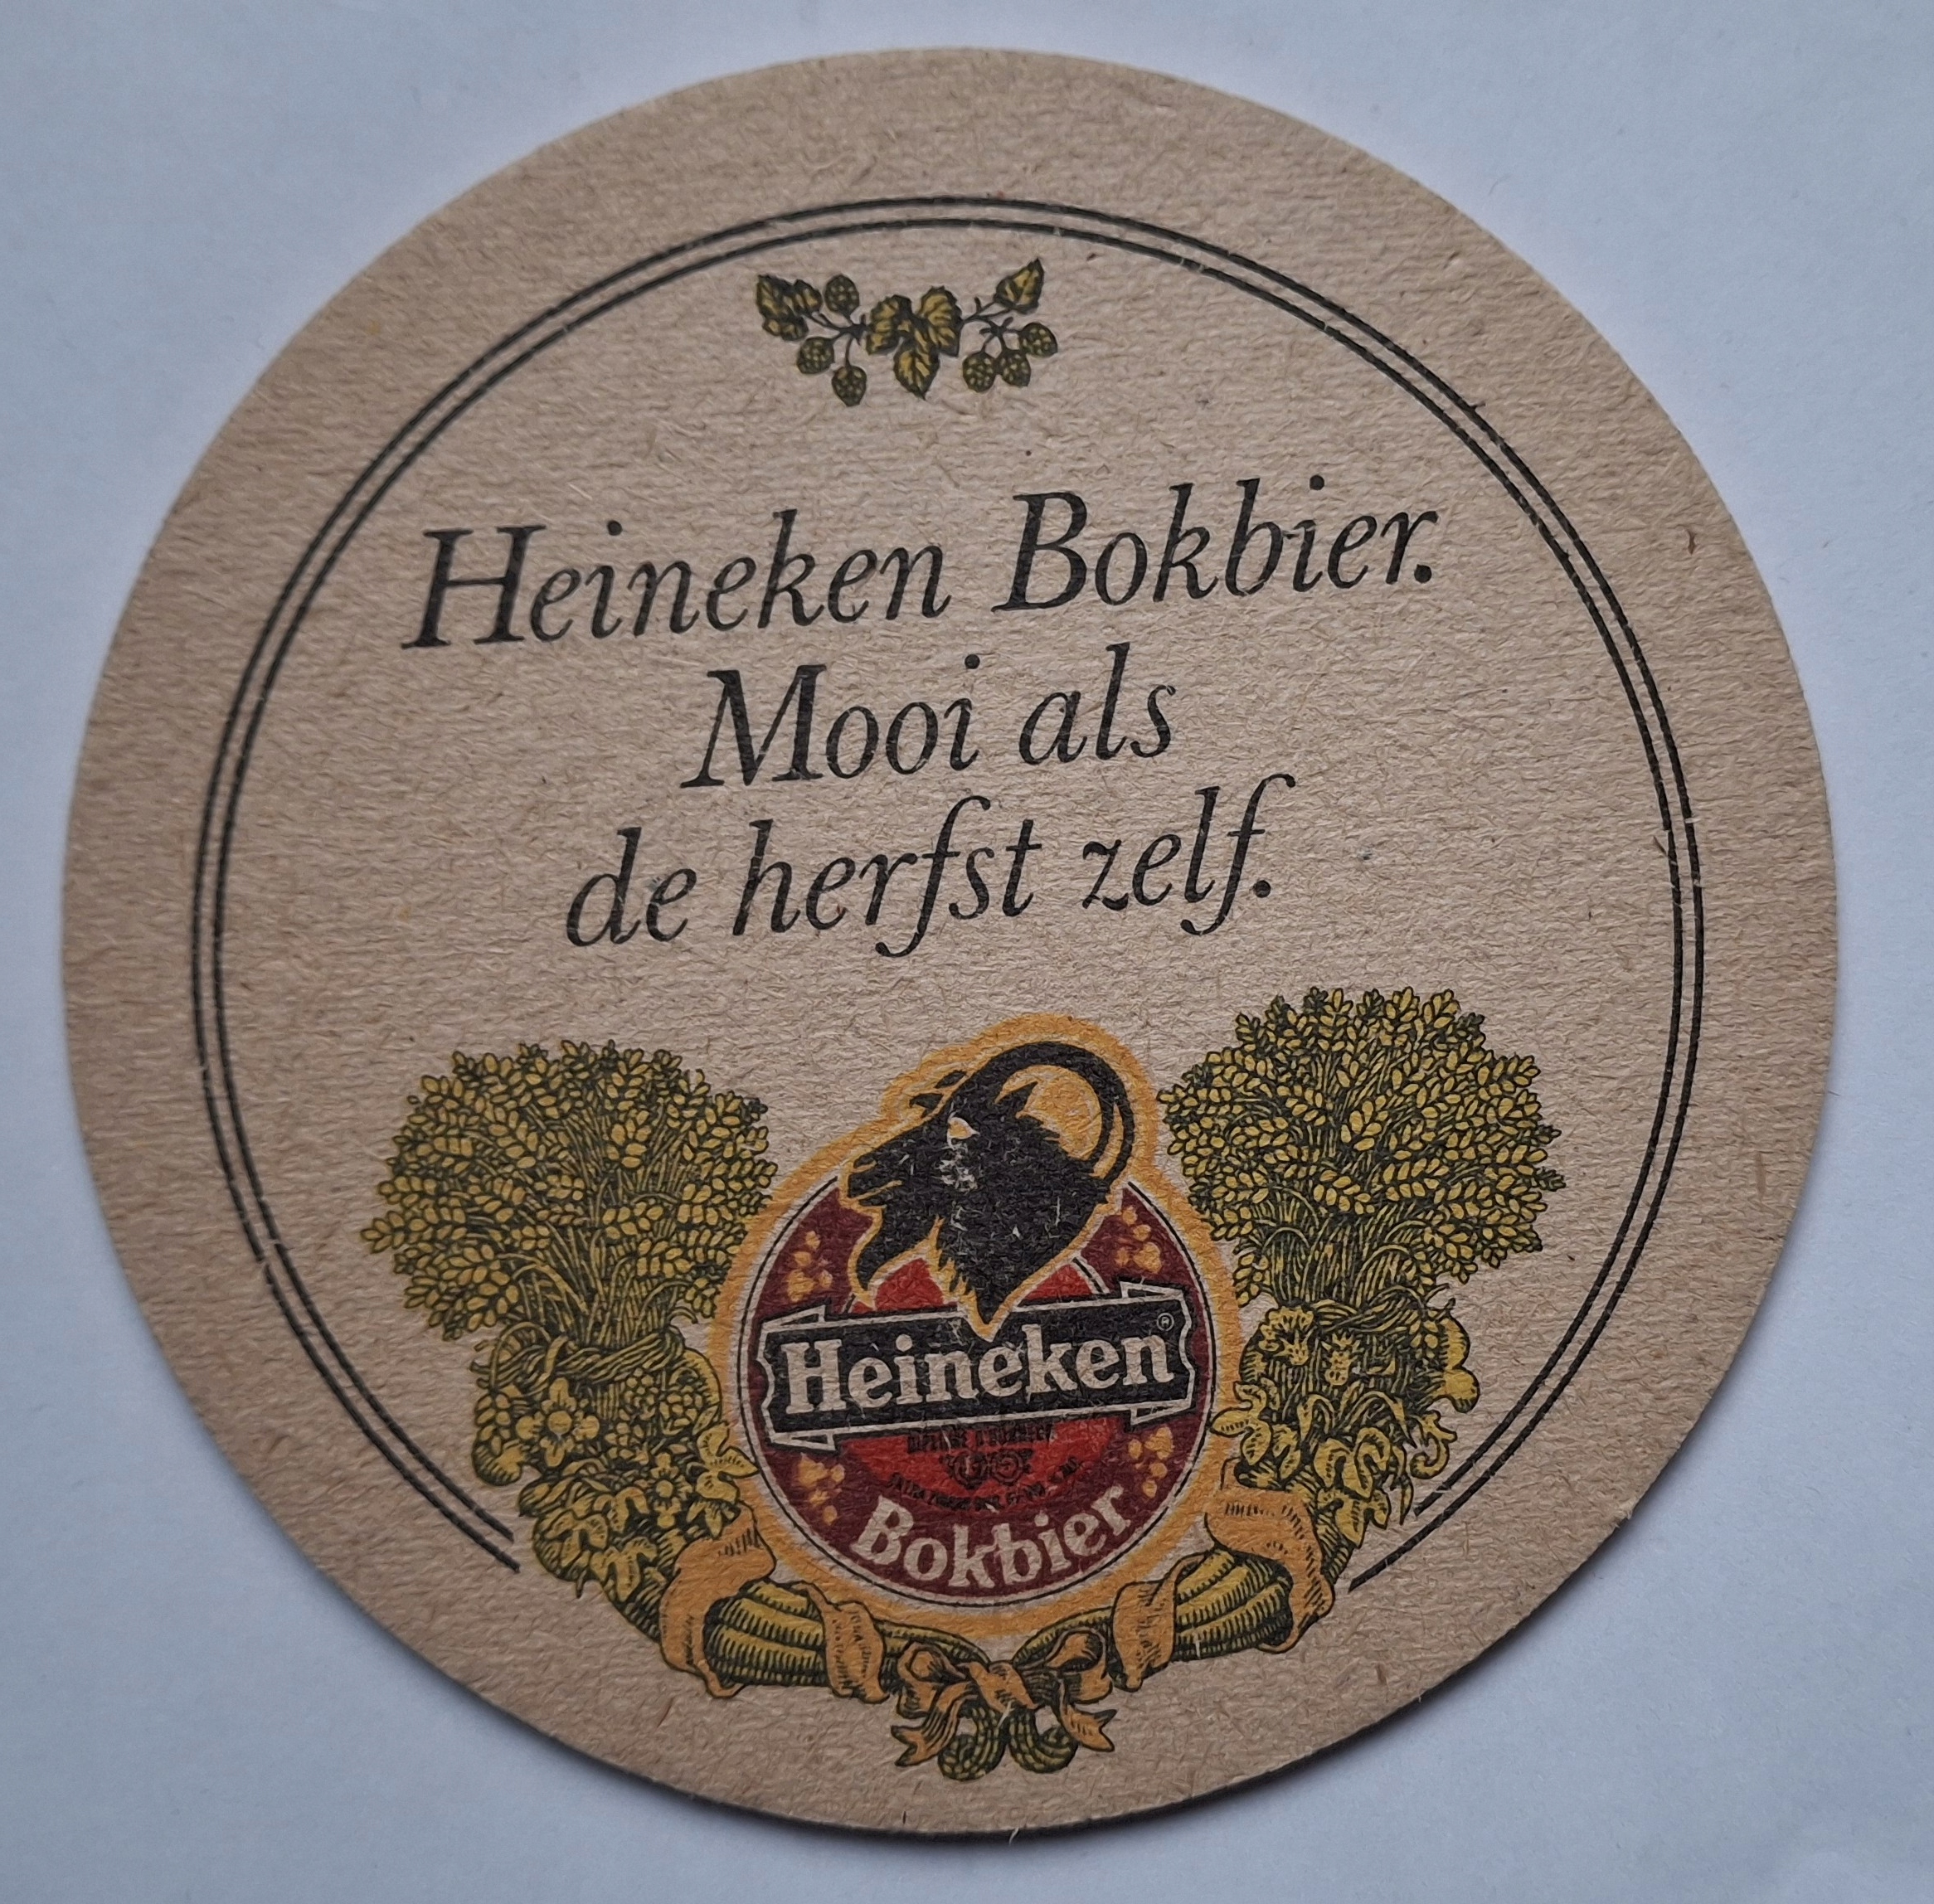 Heineken Bokbier.
Mooi als
de herfst zelf.
Heineken®
Bokbier